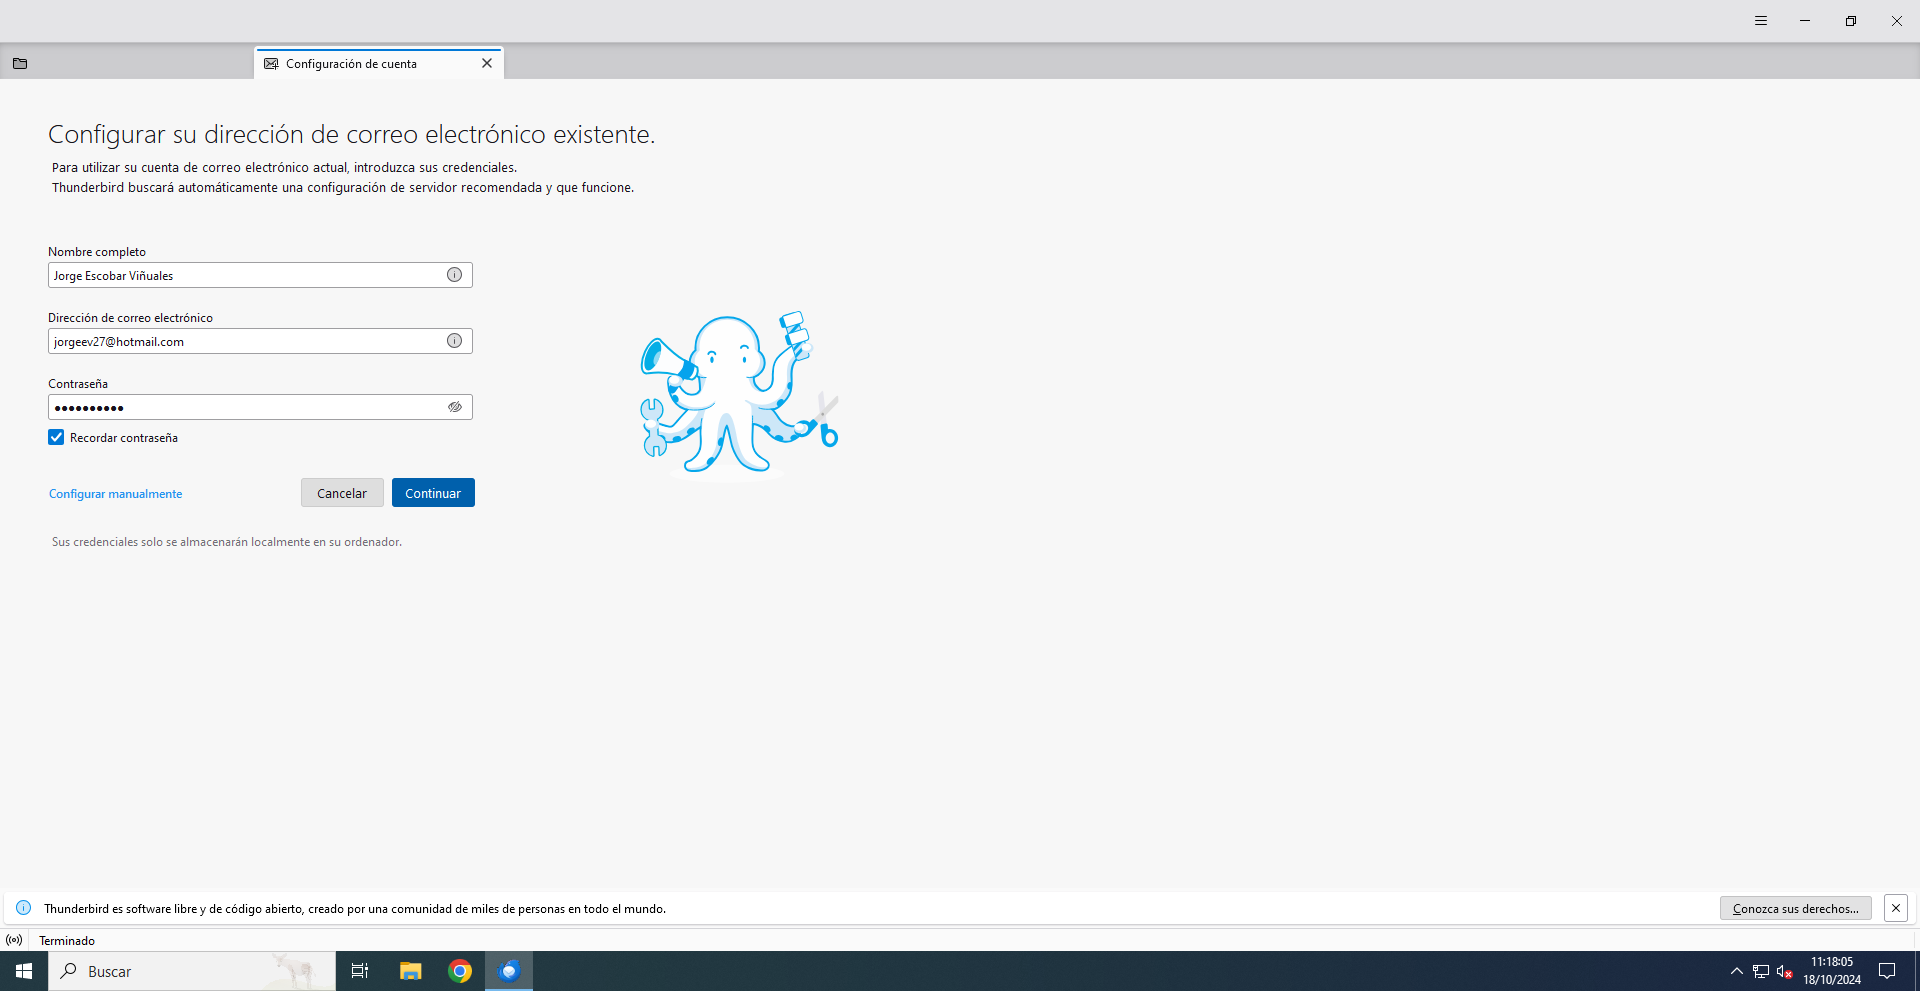 Configuración de cuenta
Configurar su dirección de correo electrónico existente.
Para utilizar su cuenta de correo electrónico actual, introduzca sus credenciales.
Thunderbird buscará automáticamente una configuración de servidor recomendada y que funcione.
Nombre completo
Jorge Escobar Viñuales
Dirección de correo electrónico
jorgeev27@hotmail.com
Contraseña
••••••••••
Recordar contraseña
Configurar manualmente
Cancelar
Continuar
Sus credenciales solo se almacenarán localmente en su ordenador.
Thunderbird es software libre y de código abierto, creado por una comunidad de miles de personas en todo el mundo.
Conozca sus derechos...
Terminado
Buscar
11:18:05
18/10/2024